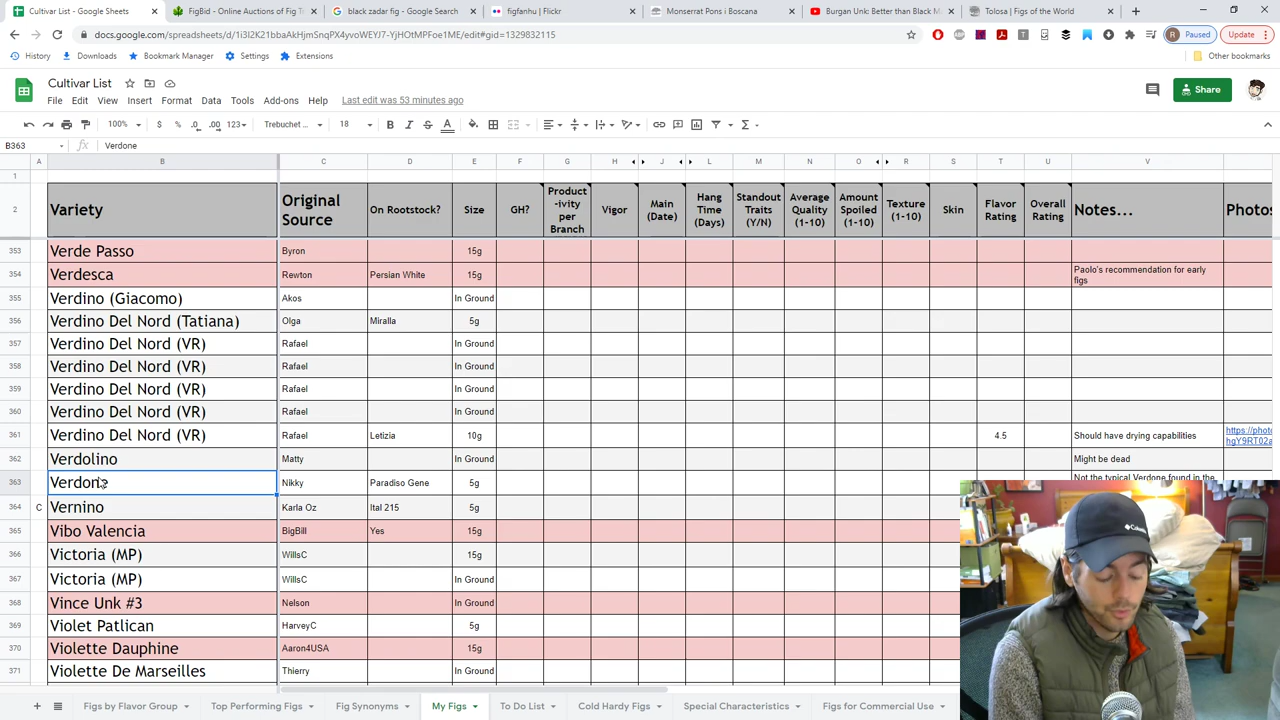 Cultivar List - Google Sheets
FigBid - Online Auctions of Fig T
black zadar fig - Google Search
figfanhu | Flickr
Monserrat Pons i Boscana
Burgan Unk: Better than Black M
Tolosa | Figs of the World
docs.google.com/spreadsheets/d/1i3l2K21bbaAkHjmSnqPX4yvoWEYJ7-YjHOtMPFoe1ME/edit#gid=1329832115
Paused
Update
History
Downloads
Bookmark Manager
Settings
Extensions
Other bookmarks
Cultivar List
File Edit View Insert Format Data Tools Add-ons Help Last edit was 53 minutes ago
Share
100% $ % .0 .00 123 Trebuchet ... 18 B I S A
B363 fx Verdone
A B C D E F G H J L M N O R S T U V
1
2 Variety Original Source On Rootstock? Size GH? Product-ivity per Branch Vigor Main (Date) Hang Time (Days) Standout Traits (Y/N) Average Quality (1-10) Amount Spoiled (1-10) Texture (1-10) Skin Flavor Rating Overall Rating Notes... Photos
353 Verde Passo Byron 15g
354 Verdesca Rewton Persian White 15g Paolo's recommendation for early figs
355 Verdino (Giacomo) Akos In Ground
356 Verdino Del Nord (Tatiana) Olga Miralla 5g
357 Verdino Del Nord (VR) Rafael In Ground
358 Verdino Del Nord (VR) Rafael In Ground
359 Verdino Del Nord (VR) Rafael In Ground
360 Verdino Del Nord (VR) Rafael In Ground
361 Verdino Del Nord (VR) Rafael Letizia 10g 4.5 Should have drying capabilities https://photo hgY9RT02a
362 Verdolino Matty In Ground Might be dead
363 Verdone Nikky Paradiso Gene 5g Not the typical Verdone found in the
364 C Vernino Karla Oz Ital 215 5g
365 Vibo Valencia BigBill Yes 15g
366 Victoria (MP) WillsC 15g
367 Victoria (MP) WillsC In Ground
368 Vince Unk #3 Nelson In Ground
369 Violet Patlican HarveyC 5g
370 Violette Dauphine Aaron4USA 15g
371 Violette De Marseilles Thierry In Ground
Columbia
Figs by Flavor Group
Top Performing Figs
Fig Synonyms
My Figs
To Do List
Cold Hardy Figs
Special Characteristics
Figs for Commercial Use